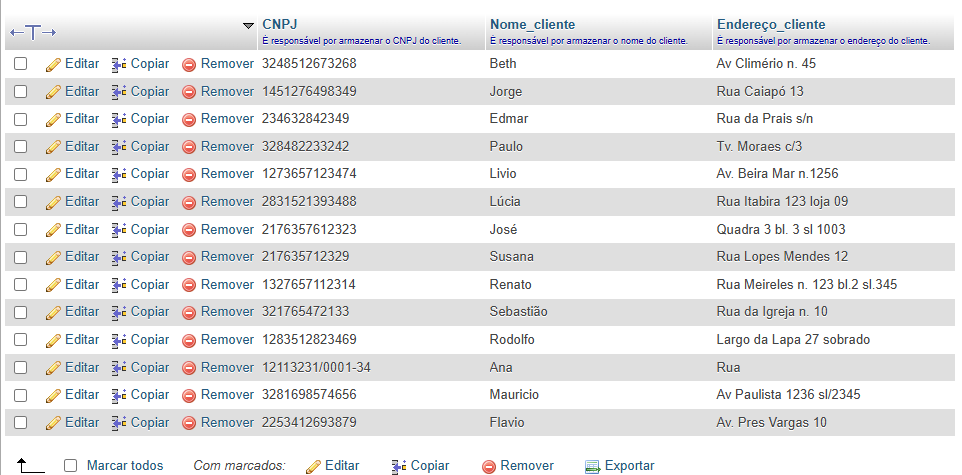 CNPJ Nome_cliente Endereço_cliente
É responsável por armazenar o CNPJ do cliente. É responsável por armazenar o nome do cliente. É responsável por armazenar o endereço do cliente.
Editar Copiar Remover 3248512673268 Beth Av Climério n. 45
Editar Copiar Remover 1451276498349 Jorge Rua Caiapó 13
Editar Copiar Remover 234632842349 Edmar Rua da Prais s/n
Editar Copiar Remover 328482233242 Paulo Tv. Moraes c/3
Editar Copiar Remover 1273657123474 Livio Av. Beira Mar n.1256
Editar Copiar Remover 2831521393488 Lúcia Rua Itabira 123 loja 09
Editar Copiar Remover 2176357612323 José Quadra 3 bl. 3 sl 1003
Editar Copiar Remover 217635712329 Susana Rua Lopes Mendes 12
Editar Copiar Remover 1327657112314 Renato Rua Meireles n. 123 bl.2 sl.345
Editar Copiar Remover 321765472133 Sebastião Rua da Igreja n. 10
Editar Copiar Remover 1283512823469 Rodolfo Largo da Lapa 27 sobrado
Editar Copiar Remover 12113231/0001-34 Ana Rua
Editar Copiar Remover 3281698574656 Mauricio Av Paulista 1236 sl/2345
Editar Copiar Remover 2253412693879 Flavio Av. Pres Vargas 10
Marcar todos Com marcados: Editar Copiar Remover Exportar